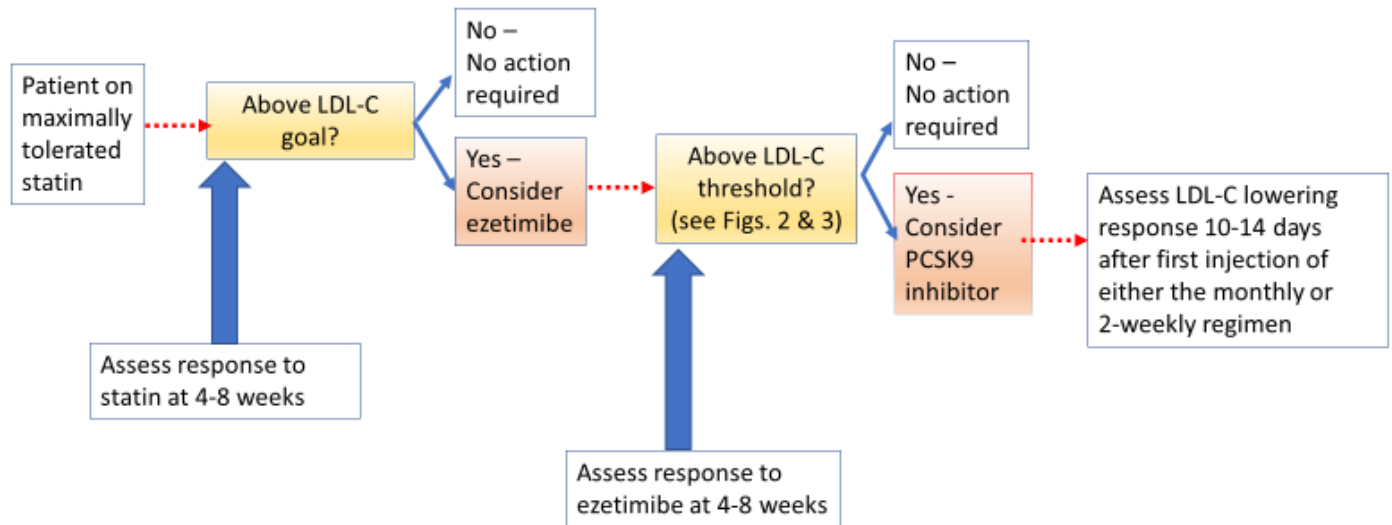 Patient on
maximally
tolerated
statin
Above LDL-C
goal?
No –
No action
required
Yes –
Consider
ezetimibe
Assess response to
statin at 4-8 weeks
Above LDL-C
threshold?
(see Figs. 2 & 3)
Assess response to
ezetimibe at 4-8 weeks
No –
No action
required
Yes -
Consider
PCSK9
inhibitor
Assess LDL-C lowering
response 10-14 days
after first injection of
either the monthly or
2-weekly regimen